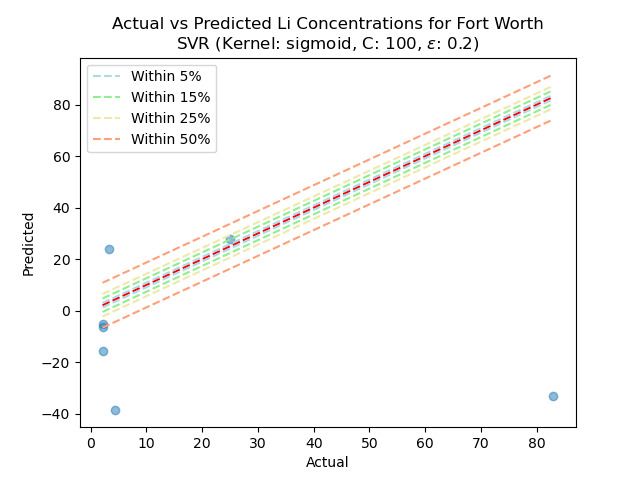 Actual vs Predicted Li Concentrations for Fort Worth
SVR (Kernel: sigmoid, C: 100, ε: 0.2)
Within 5%
Within 15%
Within 25%
Within 50%
Predicted
80
60
40
20
0
−20
−40
0 10 20 30 40 50 60 70 80
Actual